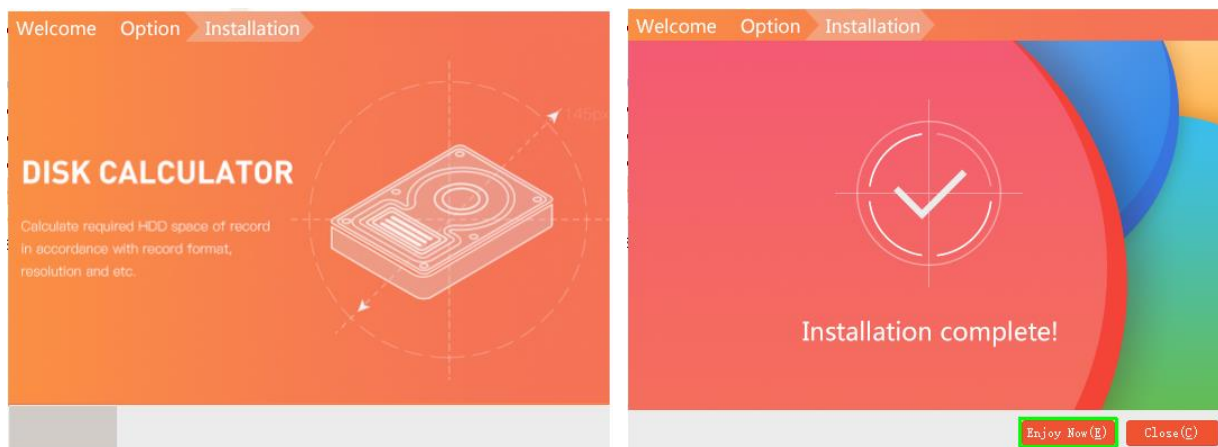 Welcome Option Installation
145px
DISK CALCULATOR
Calculate required HDD space of record
in accordance with record format,
resolution and etc.
Welcome Option Installation
Installation complete!
Enjoy Now(E) Close(C)